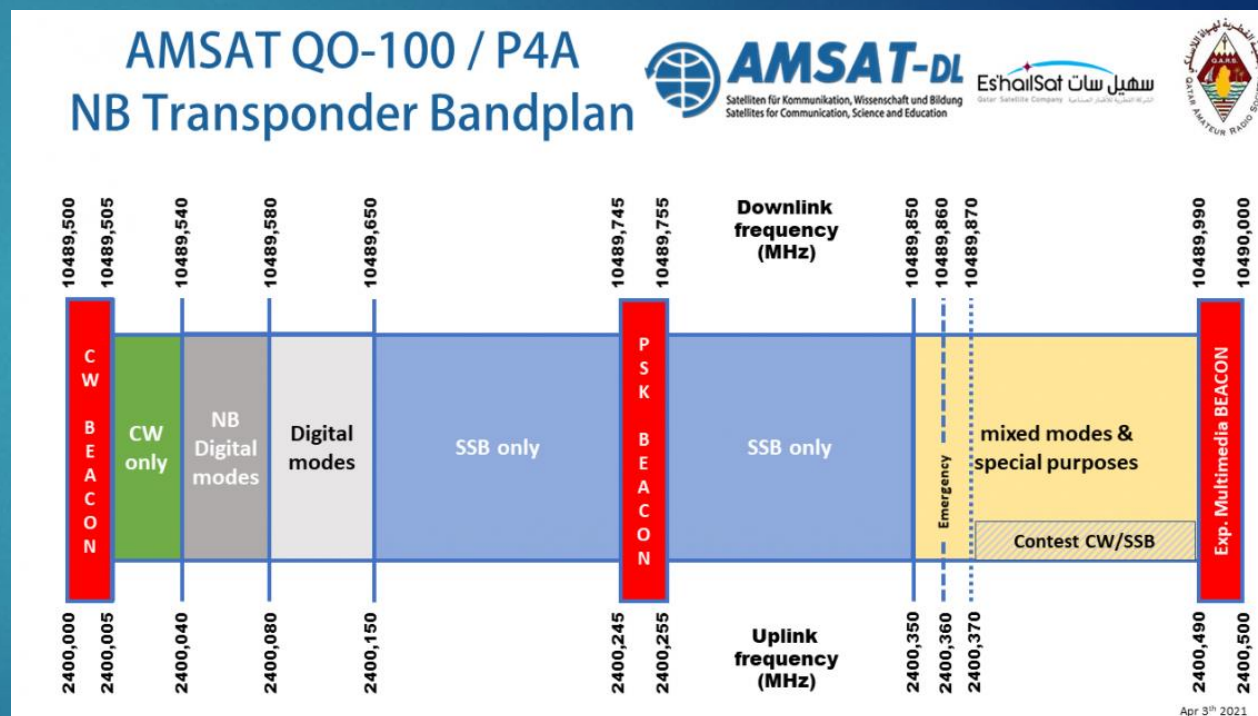 AMSAT QO-100 / P4A
NB Transponder Bandplan
AMSAT-DL
Satelliten für Kommunikation, Wissenschaft und Bildung
Satellites for Communication, Science and Education
Es'hailSat سهيل سات
Qatar Satellite Company
QATAR AMATEUR RADIO
Q.A.R.S.
10489,500
10489,505
10489,540
10489,580
10489,650
10489,745
10489,755
Downlink
frequency
(MHz)
10489,850
10489,860
10489,870
10489,990
10490,000
CW BEACON
CW
only
NB
Digital
modes
Digital
modes
SSB only
PSK BEACON
SSB only
Emergency
mixed modes &
special purposes
Contest CW/SSB
Exp. Multimedia BEACON
2400,000
2400,005
2400,040
2400,080
2400,150
2400,245
2400,255
Uplink
frequency
(MHz)
2400,350
2400,360
2400,370
2400,490
2400,500
Apr 3th 2021